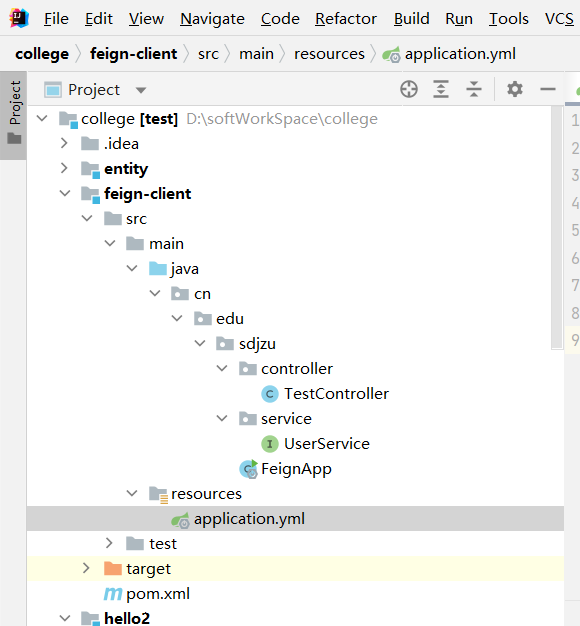 File Edit View Navigate Code Refactor Build Run Tools VCS
college feign-client src main resources application.yml
Project
Project
college [test] D:\softWorkSpace\college
.idea
entity
feign-client
src
main
java
cn
edu
sdjzu
controller
C TestController
service
I UserService
C FeignApp
resources
application.yml
test
target
m pom.xml
hello2
1
2
3
4
5
6
7
8
9